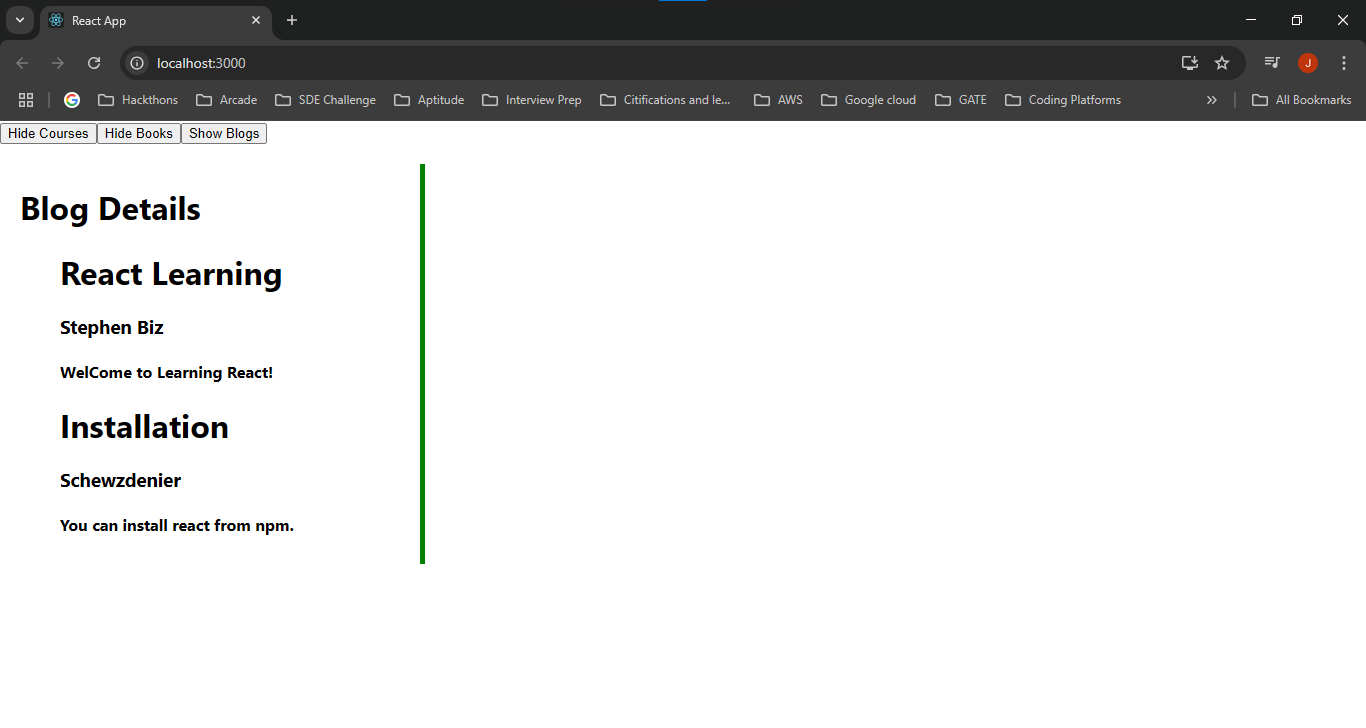 React App
localhost:3000
J
Hackthons Arcade SDE Challenge Aptitude Interview Prep Citifications and le... AWS Google cloud GATE Coding Platforms All Bookmarks
Hide Courses Hide Books Show Blogs
Blog Details
React Learning
Stephen Biz
WelCome to Learning React!
Installation
Schewzdenier
You can install react from npm.